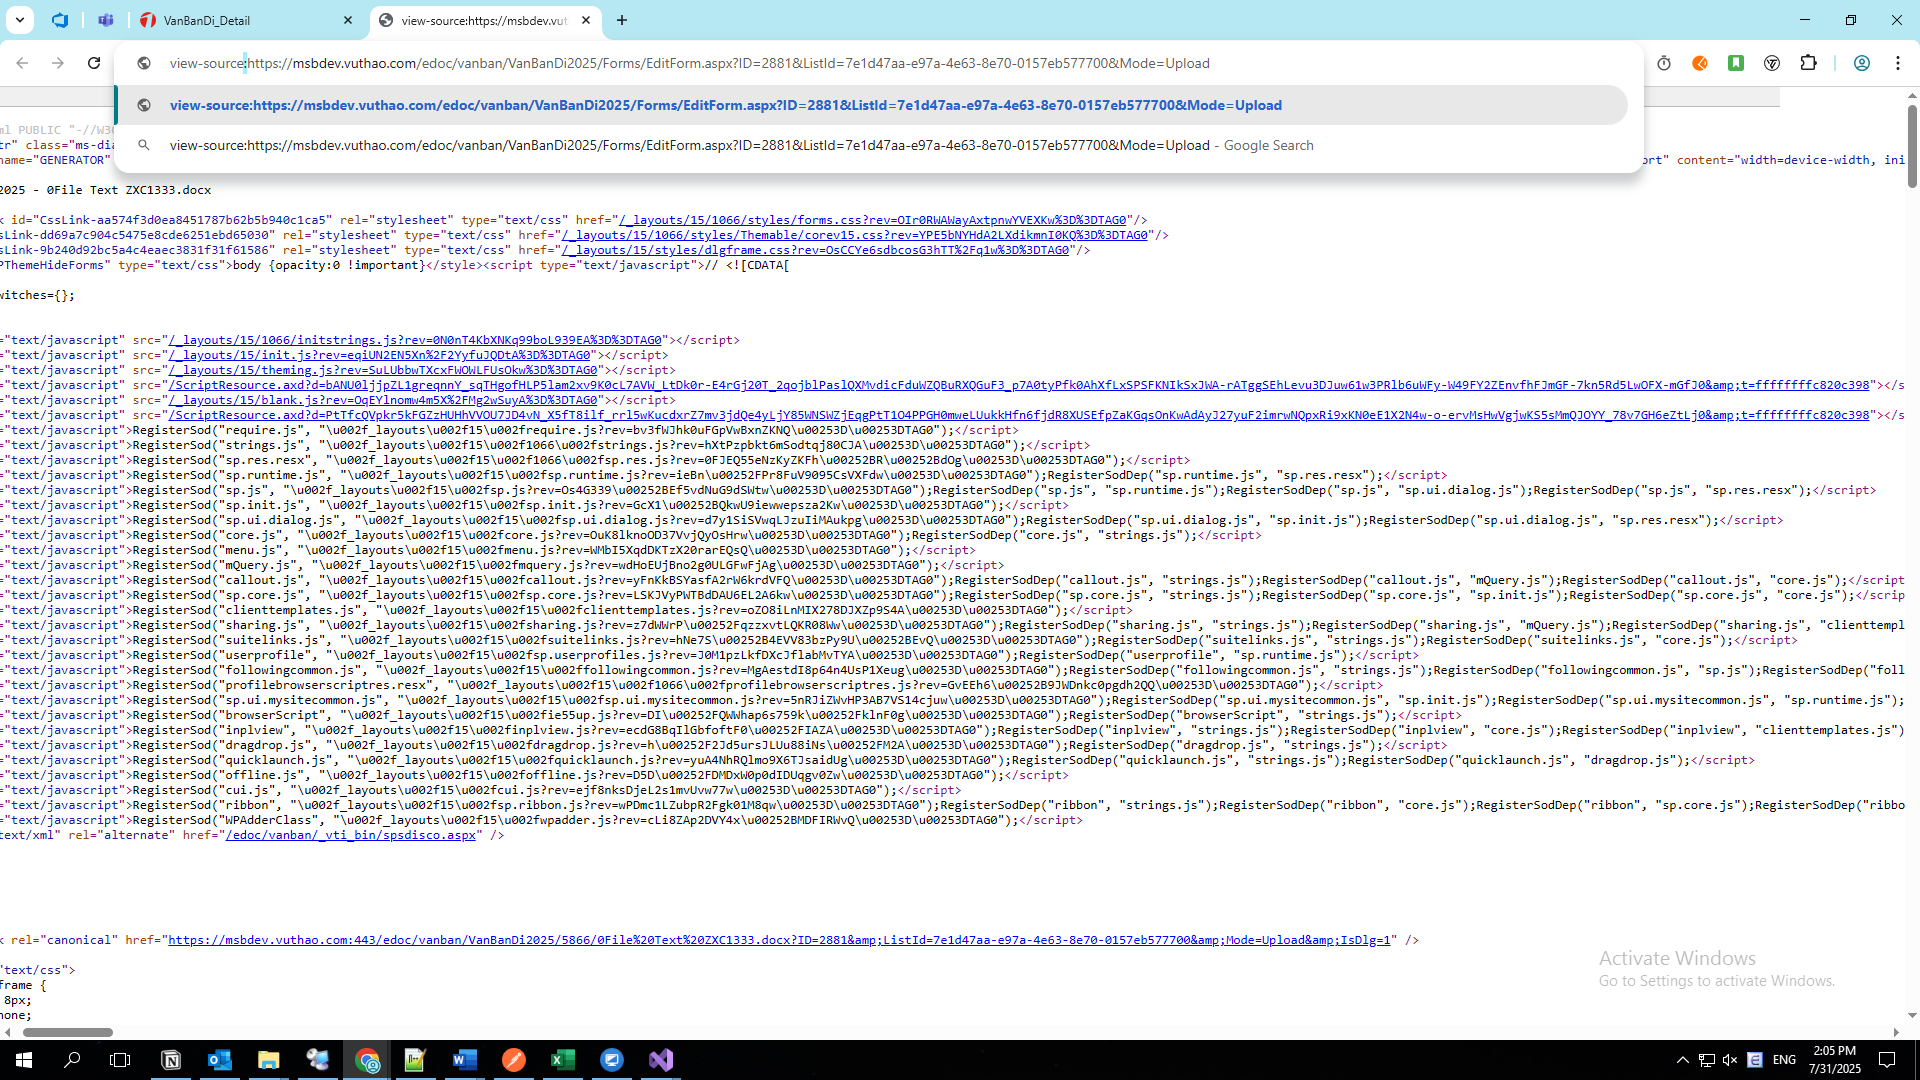 VanBanDi_Detail
view-source:https://msbdev.vut
view-source:https://msbdev.vuthao.com/edoc/vanban/VanBanDi2025/Forms/EditForm.aspx?ID=2881&ListId=7e1d47aa-e97a-4e63-8e70-0157eb577700&Mode=Upload
view-source:https://msbdev.vuthao.com/edoc/vanban/VanBanDi2025/Forms/EditForm.aspx?ID=2881&ListId=7e1d47aa-e97a-4e63-8e70-0157eb577700&Mode=Upload
view-source:https://msbdev.vuthao.com/edoc/vanban/VanBanDi2025/Forms/EditForm.aspx?ID=2881&ListId=7e1d47aa-e97a-4e63-8e70-0157eb577700&Mode=Upload - Google Search
ml PUBLIC "-//W3C
tr" class="ms-dia
name="GENERATOR" ort" content="width=device-width, ini
2025 - 0File Text ZXC1333.docx
k id="CssLink-aa574f3d0ea8451787b62b5b940c1ca5" rel="stylesheet" type="text/css" href="/_layouts/15/1066/styles/forms.css?rev=OIr0RWAWayAxtpnwYVEXKw%3D%3DTAG0"/>
sLink-dd69a7c904c5475e8cde6251ebd65030" rel="stylesheet" type="text/css" href="/_layouts/15/1066/styles/Themable/corev15.css?rev=YPE5bNYHdA2LXdikmnI0KQ%3D%3DTAG0"/>
sLink-9b240d92bc5a4c4eaec3831f31f61586" rel="stylesheet" type="text/css" href="/_layouts/15/styles/dlgframe.css?rev=OsCCYe6sdbcosG3hTT%2Fq1w%3D%3DTAG0"/>
PThemeHideForms" type="text/css">body {opacity:0 !important}</style><script type="text/javascript">// <![CDATA[
witches={};
="text/javascript" src="/_layouts/15/1066/initstrings.js?rev=0N0nT4KbXNKq99boL939EA%3D%3DTAG0"></script>
="text/javascript" src="/_layouts/15/init.js?rev=eqiUN2EN5Xn%2F2YyfuJQDtA%3D%3DTAG0"></script>
="text/javascript" src="/_layouts/15/theming.js?rev=SuLUbbwTXcxFWOWLFUsOkw%3D%3DTAG0"></script>
="text/javascript" src="/ScriptResource.axd?d=bANU0ljjpZL1greqnnY_sqTHgofHLP5lam2xv9K0cL7AVW_LtDk0r-E4rGj20T_2qojblPaslQXMvdicFduWZQBuRXQGuF3_p7A0tyPfk0AhXfLxSPSFKNIkSxJWA-rATggSEhLevu3DJuw61w3PRlb6uWFy-W49FY2ZEnvfhFJmGF-7kn5Rd5LwOFX-mGfJ0&amp;t=ffffffffc820c398"></s
="text/javascript" src="/_layouts/15/blank.js?rev=OqEYlnomw4m5X%2FMg2wSuyA%3D%3DTAG0"></script>
="text/javascript" src="/ScriptResource.axd?d=PtTfcQVpkr5kFGZzHUHhVVOU7JD4vN_X5fT8ilf_rrl5wKucdxrZ7mv3jdQe4yLjY85WNSWZjEqgPtT1O4PPGH0mweLUukkHfn6fjdR8XUSEfpZaKGqsOnKwAdAyJ27yuF2imrwNQpxRi9xKN0eE1X2N4w-o-ervMsHwVgjwKS5sMmQJOYY_78v7GH6eZtLj0&amp;t=ffffffffc820c398"></s
="text/javascript">RegisterSod("require.js", "\u002f_layouts\u002f15\u002frequire.js?rev=bv3fWJhk0uFGpVwBxnZKNQ\u00253D\u00253DTAG0");</script>
="text/javascript">RegisterSod("strings.js", "\u002f_layouts\u002f15\u002f1066\u002fstrings.js?rev=hXtPzpbkt6mSodtqj80CJA\u00253D\u00253DTAG0");</script>
="text/javascript">RegisterSod("sp.res.resx", "\u002f_layouts\u002f15\u002f1066\u002fsp.res.js?rev=0FJEQ55eNzKyZKFh\u00252BR\u00252BdOg\u00253D\u00253DTAG0");</script>
="text/javascript">RegisterSod("sp.runtime.js", "\u002f_layouts\u002f15\u002fsp.runtime.js?rev=ieBn\u00252FPr8FuV9095CsVXFdw\u00253D\u00253DTAG0");RegisterSodDep("sp.runtime.js", "sp.res.resx");</script>
="text/javascript">RegisterSod("sp.js", "\u002f_layouts\u002f15\u002fsp.js?rev=Os4G339\u00252BEf5vdNuG9dSWtw\u00253D\u00253DTAG0");RegisterSodDep("sp.js", "sp.runtime.js");RegisterSodDep("sp.js", "sp.ui.dialog.js");RegisterSodDep("sp.js", "sp.res.resx");</script>
="text/javascript">RegisterSod("sp.init.js", "\u002f_layouts\u002f15\u002fsp.init.js?rev=GcX1\u00252BQkwU9iewwepsza2Kw\u00253D\u00253DTAG0");</script>
="text/javascript">RegisterSod("sp.ui.dialog.js", "\u002f_layouts\u002f15\u002fsp.ui.dialog.js?rev=d7y1SiSVwqLJzuIiMAukpg\u00253D\u00253DTAG0");RegisterSodDep("sp.ui.dialog.js", "sp.init.js");RegisterSodDep("sp.ui.dialog.js", "sp.res.resx");</script>
="text/javascript">RegisterSod("core.js", "\u002f_layouts\u002f15\u002fcore.js?rev=OuK8lknoOD37VvjQyOsHrw\u00253D\u00253DTAG0");RegisterSodDep("core.js", "strings.js");</script>
="text/javascript">RegisterSod("menu.js", "\u002f_layouts\u002f15\u002fmenu.js?rev=WMbI5XqdDKTzX20rarEQsQ\u00253D\u00253DTAG0");</script>
="text/javascript">RegisterSod("mQuery.js", "\u002f_layouts\u002f15\u002fmquery.js?rev=wdHoEUjBno2g0ULGFwFjAg\u00253D\u00253DTAG0");</script>
="text/javascript">RegisterSod("callout.js", "\u002f_layouts\u002f15\u002fcallout.js?rev=yFnKkBSYasfA2rW6krdVFQ\u00253D\u00253DTAG0");RegisterSodDep("callout.js", "strings.js");RegisterSodDep("callout.js", "mQuery.js");RegisterSodDep("callout.js", "core.js");</script
="text/javascript">RegisterSod("sp.core.js", "\u002f_layouts\u002f15\u002fsp.core.js?rev=LSKJVyPWTBdDAU6EL2A6kw\u00253D\u00253DTAG0");RegisterSodDep("sp.core.js", "strings.js");RegisterSodDep("sp.core.js", "sp.init.js");RegisterSodDep("sp.core.js", "core.js");</scrip
="text/javascript">RegisterSod("clienttemplates.js", "\u002f_layouts\u002f15\u002fclienttemplates.js?rev=oZO8iLnMIX278DJXZp9S4A\u00253D\u00253DTAG0");</script>
="text/javascript">RegisterSod("sharing.js", "\u002f_layouts\u002f15\u002fsharing.js?rev=z7dWWrP\u00252FqzzxvtLQKR08Ww\u00253D\u00253DTAG0");RegisterSodDep("sharing.js", "strings.js");RegisterSodDep("sharing.js", "mQuery.js");RegisterSodDep("sharing.js", "clienttempl
="text/javascript">RegisterSod("suitelinks.js", "\u002f_layouts\u002f15\u002fsuitelinks.js?rev=hNe7S\u00252B4EVV83bzPy9U\u00252BEvQ\u00253D\u00253DTAG0");RegisterSodDep("suitelinks.js", "strings.js");RegisterSodDep("suitelinks.js", "core.js");</script>
="text/javascript">RegisterSod("userprofile", "\u002f_layouts\u002f15\u002fsp.userprofiles.js?rev=J0M1pzLkfDXcJflabMvTYA\u00253D\u00253DTAG0");RegisterSodDep("userprofile", "sp.runtime.js");</script>
="text/javascript">RegisterSod("followingcommon.js", "\u002f_layouts\u002f15\u002ffollowingcommon.js?rev=MgAestdI8p64n4UsP1Xeug\u00253D\u00253DTAG0");RegisterSodDep("followingcommon.js", "strings.js");RegisterSodDep("followingcommon.js", "sp.js");RegisterSodDep("foll
="text/javascript">RegisterSod("profilebrowserscriptres.resx", "\u002f_layouts\u002f15\u002f1066\u002fprofilebrowserscriptres.js?rev=GvEEh6\u00252B9JWDnkc0pgdh2QQ\u00253D\u00253DTAG0");</script>
="text/javascript">RegisterSod("sp.ui.mysitecommon.js", "\u002f_layouts\u002f15\u002fsp.ui.mysitecommon.js?rev=5nRJiZWvHP3AB7VS14cjuw\u00253D\u00253DTAG0");RegisterSodDep("sp.ui.mysitecommon.js", "sp.init.js");RegisterSodDep("sp.ui.mysitecommon.js", "sp.runtime.js");
="text/javascript">RegisterSod("browserScript", "\u002f_layouts\u002f15\u002fie55up.js?rev=DI\u00252FQWWhap6s759k\u00252FklnF0g\u00253D\u00253DTAG0");RegisterSodDep("browserScript", "strings.js");</script>
="text/javascript">RegisterSod("inplview", "\u002f_layouts\u002f15\u002finplview.js?rev=ecdG8BqIlGbfoftF0\u00252FIAZA\u00253D\u00253DTAG0");RegisterSodDep("inplview", "strings.js");RegisterSodDep("inplview", "core.js");RegisterSodDep("inplview", "clienttemplates.js")
="text/javascript">RegisterSod("dragdrop.js", "\u002f_layouts\u002f15\u002fdragdrop.js?rev=h\u00252F2Jd5ursJLUu88iNs\u00252FM2A\u00253D\u00253DTAG0");RegisterSodDep("dragdrop.js", "strings.js");</script>
="text/javascript">RegisterSod("quicklaunch.js", "\u002f_layouts\u002f15\u002fquicklaunch.js?rev=yuA4NhRQlmo9X6TJsaidUg\u00253D\u00253DTAG0");RegisterSodDep("quicklaunch.js", "strings.js");RegisterSodDep("quicklaunch.js", "dragdrop.js");</script>
="text/javascript">RegisterSod("offline.js", "\u002f_layouts\u002f15\u002foffline.js?rev=D5D\u00252FDMDxW0p0dIDUqgv0Zw\u00253D\u00253DTAG0");</script>
="text/javascript">RegisterSod("cui.js", "\u002f_layouts\u002f15\u002fcui.js?rev=ejf8nksDjeL2s1mvUvw77w\u00253D\u00253DTAG0");</script>
="text/javascript">RegisterSod("ribbon", "\u002f_layouts\u002f15\u002fsp.ribbon.js?rev=wPDmc1LZubpR2Fgk01M8qw\u00253D\u00253DTAG0");RegisterSodDep("ribbon", "strings.js");RegisterSodDep("ribbon", "core.js");RegisterSodDep("ribbon", "sp.core.js");RegisterSodDep("ribbo
="text/javascript">RegisterSod("WPAdderClass", "\u002f_layouts\u002f15\u002fwpadder.js?rev=cLi8ZAp2DVY4x\u00252BMDFIRWvQ\u00253D\u00253DTAG0");</script>
text/xml" rel="alternate" href="/edoc/vanban/_vti_bin/spsdisco.aspx" />
k rel="canonical" href="https://msbdev.vuthao.com:443/edoc/vanban/VanBanDi2025/5866/0File%20Text%20ZXC1333.docx?ID=2881&amp;ListId=7e1d47aa-e97a-4e63-8e70-0157eb577700&amp;Mode=Upload&amp;IsDlg=1" />
"text/css">
frame {
8px;
none;
Activate Windows
Go to Settings to activate Windows.
ENG
2:05 PM
7/31/2025